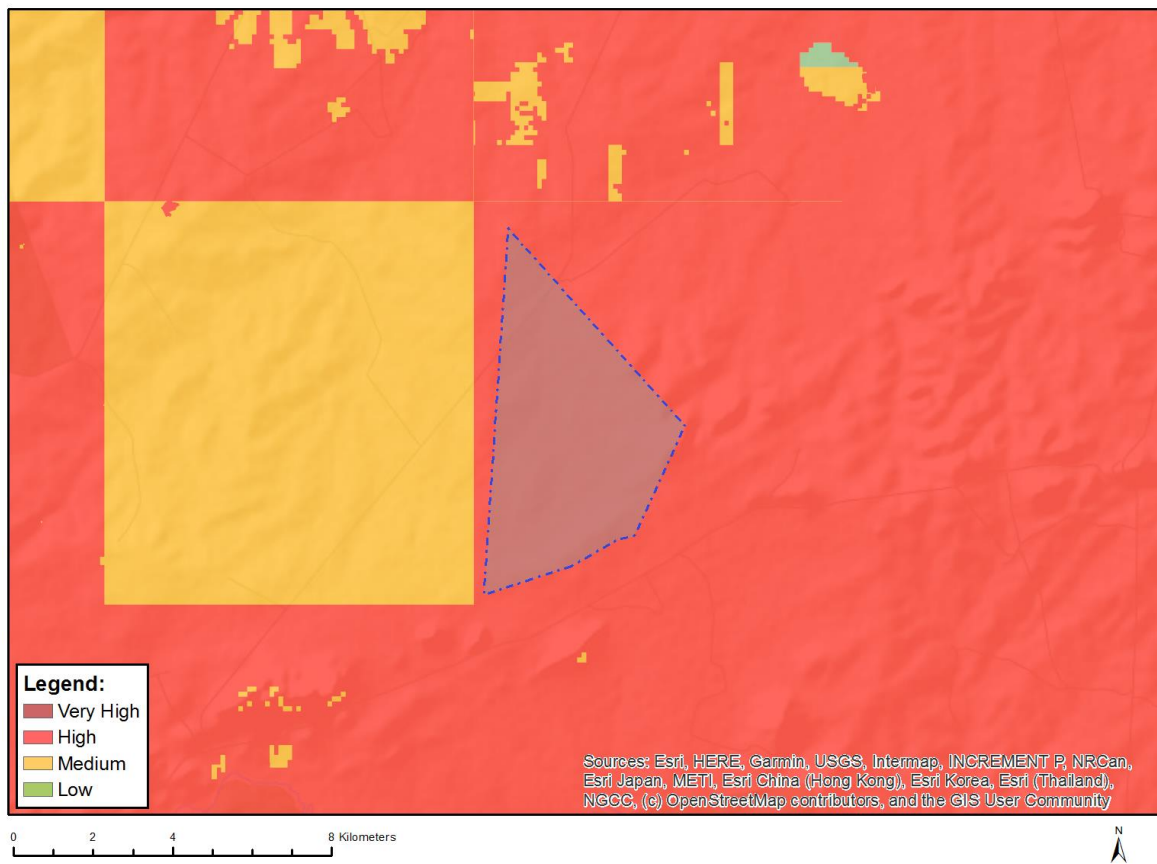 Legend:
Very High
High
Medium
Low
Sources: Esri, HERE, Garmin, USGS, Intermap, INCREMENT P, NRCan,
Esri Japan, METI, Esri China (Hong Kong), Esri Korea, Esri (Thailand),
NGCC, (c) OpenStreetMap contributors, and the GIS User Community
0 2 4 8 Kilometers
N